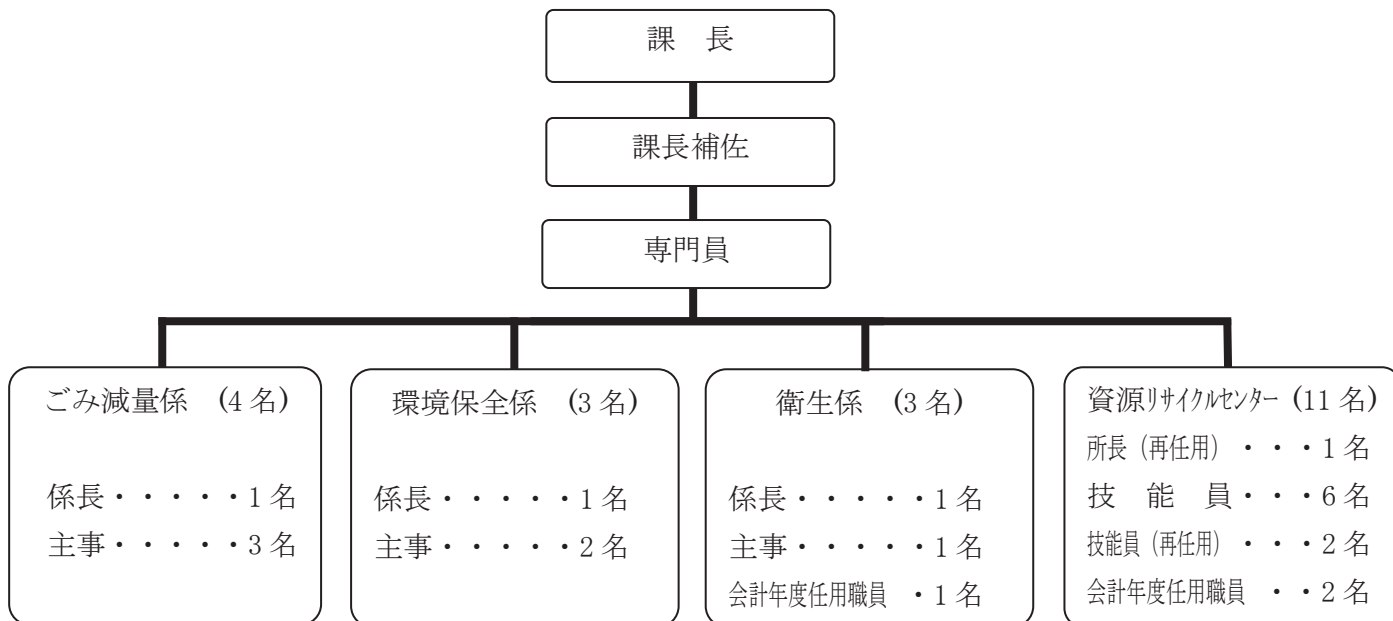 課　長
課長補佐
専門員
ごみ減量係　(4 名)
係長・・・・・1 名
主事・・・・・3 名
環境保全係　(3 名)
係長・・・・・1 名
主事・・・・・2 名
衛生係　(3 名)
係長・・・・・1 名
主事・・・・・1 名
会計年度任用職員　・1 名
資源リサイクルセンター (11 名)
所長（再任用）・・・1 名
技　能　員・・・6 名
技能員（再任用）・・・2 名
会計年度任用職員　・・2 名